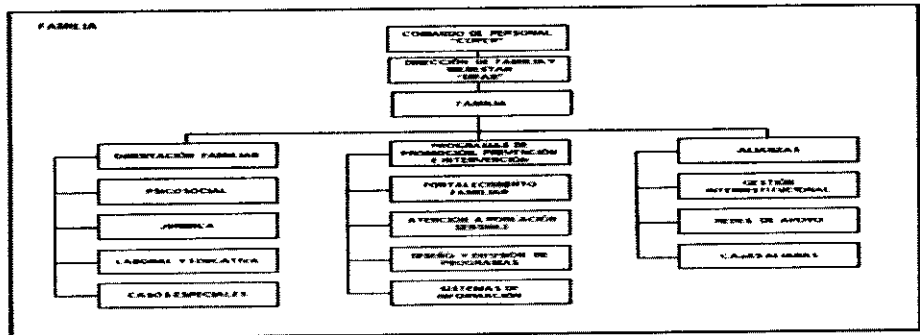 FAMILIA
COMANDO DE PERSONAL
"COPER"
DIRECCIÓN DE FAMILIA Y
BIENESTAR
"DIFAB"
FAMILIA
ORIENTACIÓN FAMILIAR
PSICOSOCIAL
JURIDICA
LABORAL Y EDUCATIVA
CASOS ESPECIALES
PROGRAMAS DE
PROMOCIÓN, PREVENCIÓN
E INTERVENCIÓN
FORTALECIMIENTO
FAMILIAR
ATENCIÓN A POBLACIÓN
SENSIBLE
DISEÑO Y DIFUSIÓN DE
PROGRAMAS
SISTEMAS DE
INFORMACIÓN
ALIANZAS
GESTIÓN
INTERINSTITUCIONAL
REDES DE APOYO